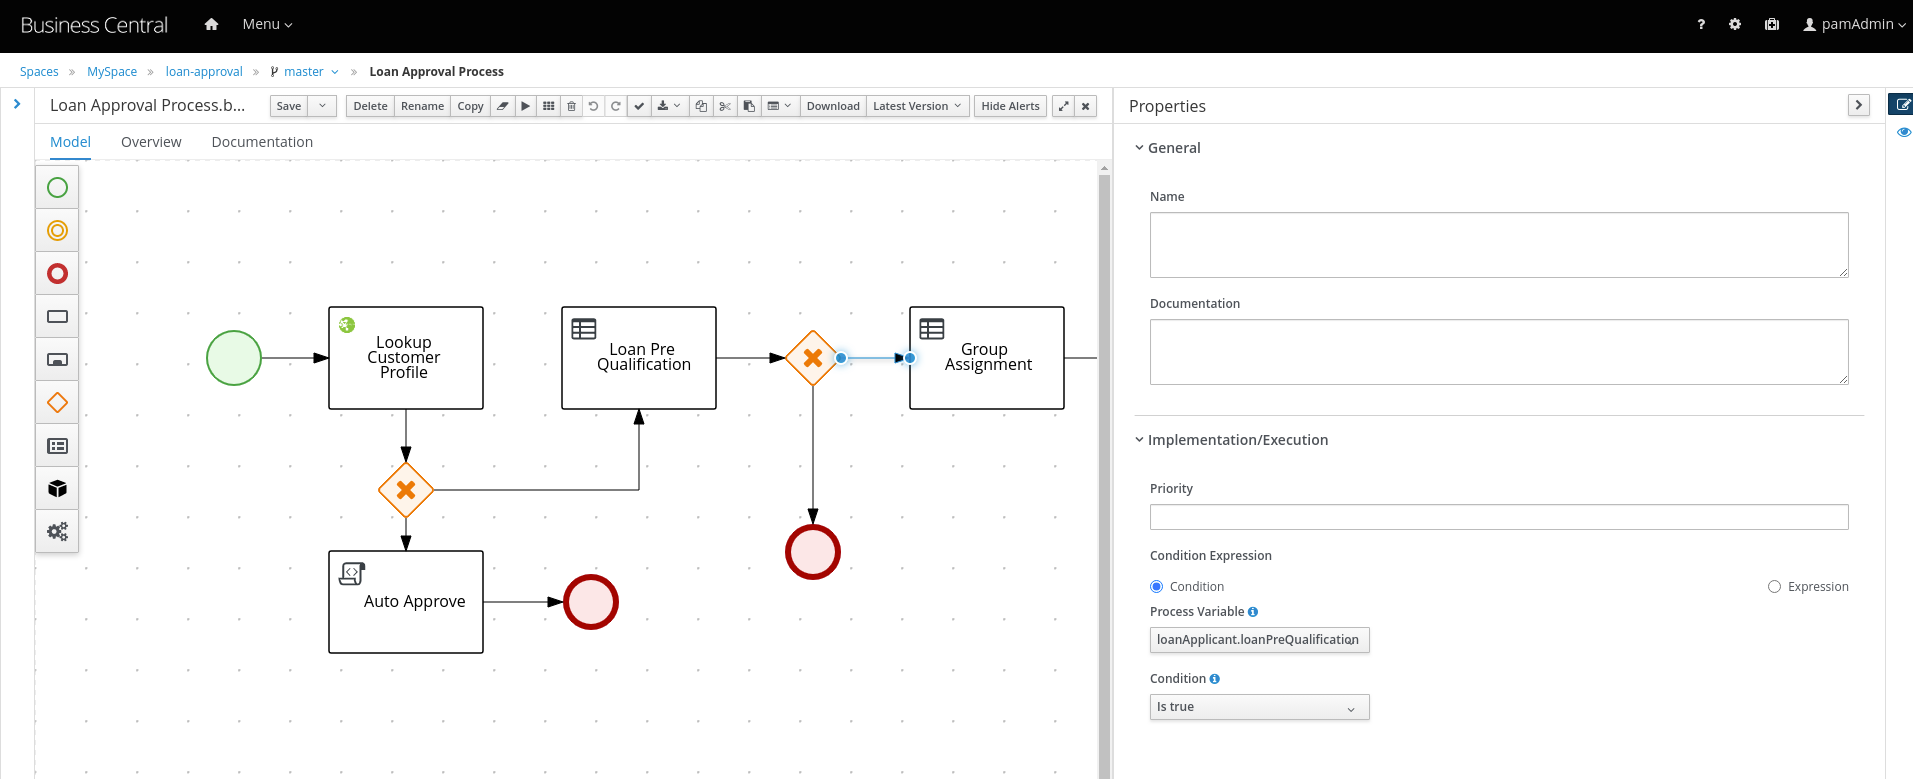 Business Central
Menu
?
pamAdmin
Spaces » MySpace » loan-approval » master » Loan Approval Process
Loan Approval Process.b...
Save
Delete
Rename
Copy
Download
Latest Version
Hide Alerts
Model
Overview
Documentation
Lookup
Customer
Profile
Loan Pre
Qualification
Group
Assignment
Auto Approve
Properties
General
Name
Documentation
Implementation/Execution
Priority
Condition Expression
Condition
Expression
Process Variable
loanApplicant.loanPreQualification
Condition
Is true